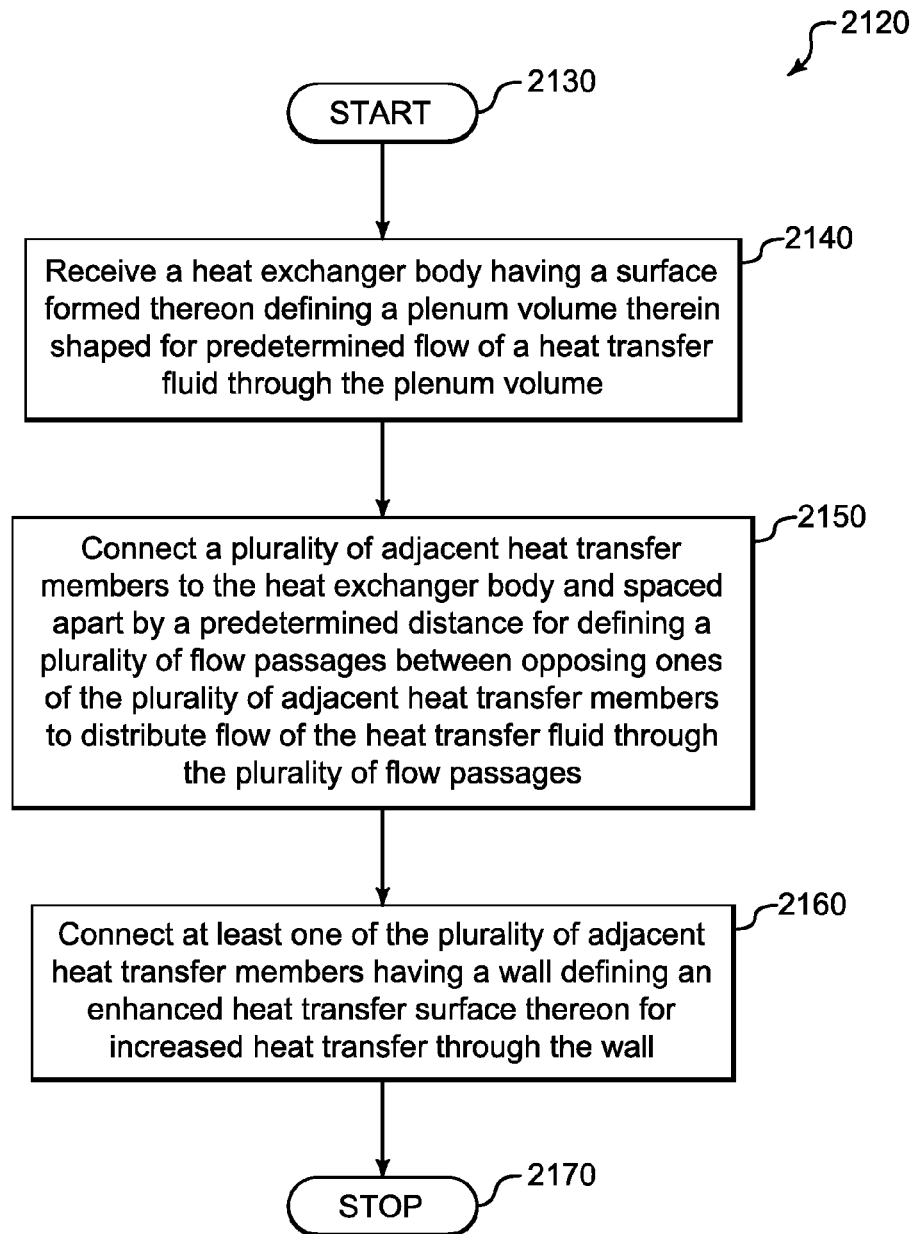 2120
START
2130
2140
Receive a heat exchanger body having a surface
formed thereon defining a plenum volume therein
shaped for predetermined flow of a heat transfer
fluid through the plenum volume
2150
Connect a plurality of adjacent heat transfer
members to the heat exchanger body and spaced
apart by a predetermined distance for defining a
plurality of flow passages between opposing ones
of the plurality of adjacent heat transfer members
to distribute flow of the heat transfer fluid through
the plurality of flow passages
2160
Connect at least one of the plurality of adjacent
heat transfer members having a wall defining an
enhanced heat transfer surface thereon for
increased heat transfer through the wall
STOP
2170